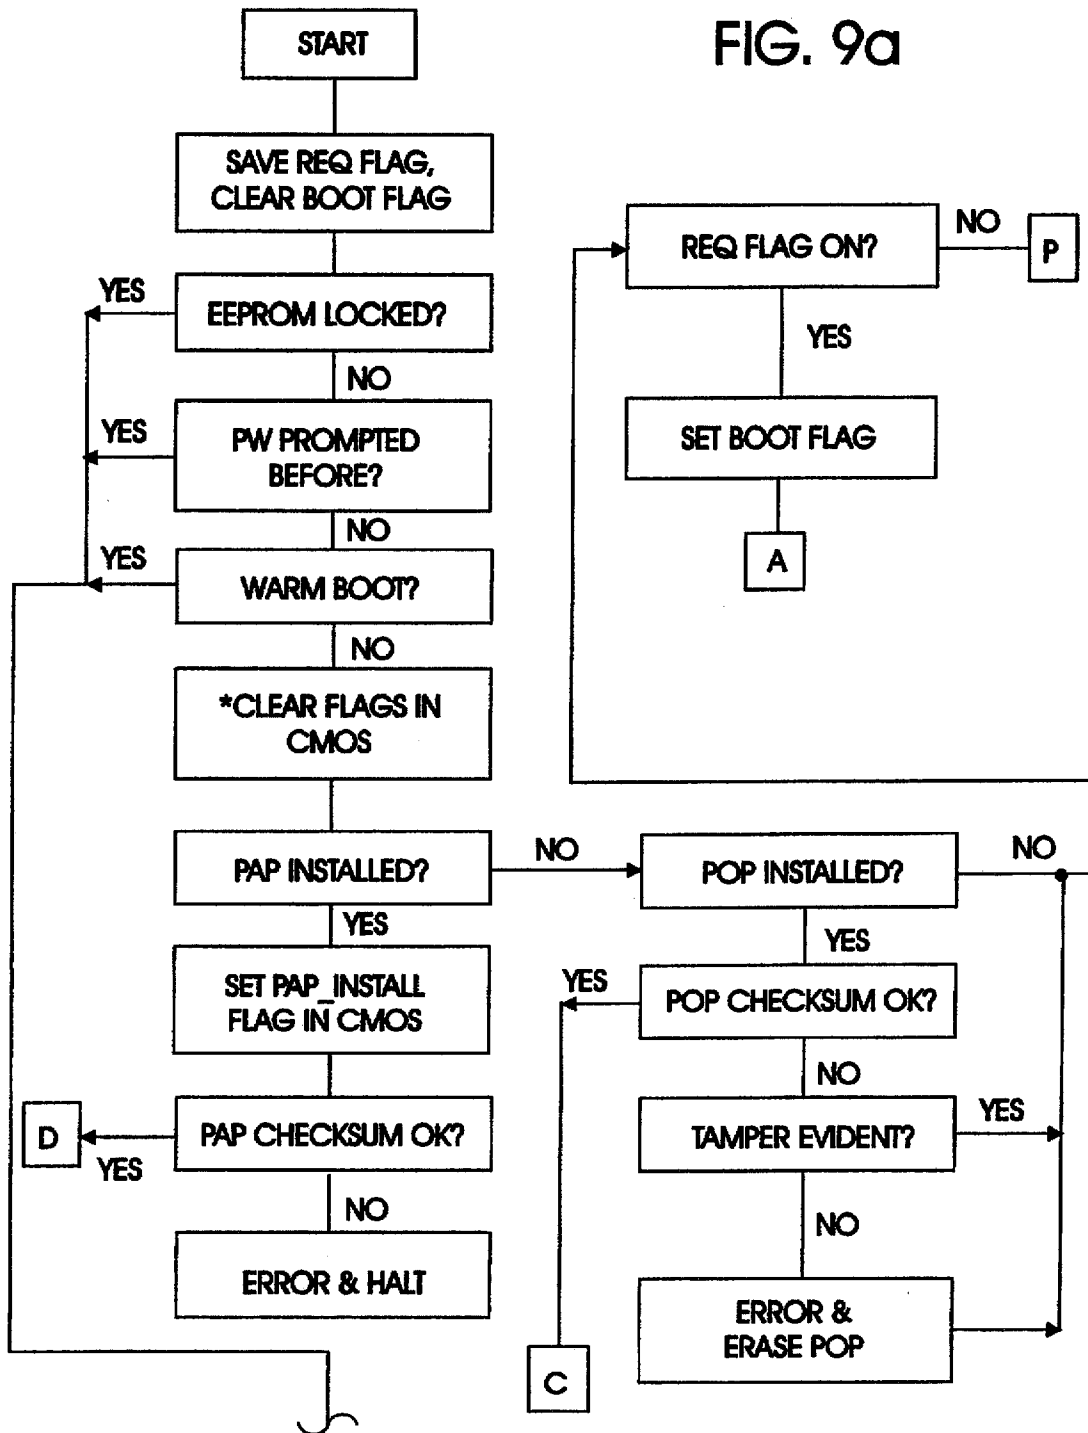 FIG. 9a
START
SAVE REQ FLAG,
CLEAR BOOT FLAG
YES
EEPROM LOCKED?
NO
YES
PW PROMPTED
BEFORE?
NO
YES
WARM BOOT?
NO
*CLEAR FLAGS IN
CMOS
PAP INSTALLED?
NO
YES
SET PAP_INSTALL
FLAG IN CMOS
D
PAP CHECKSUM OK?
YES
NO
ERROR & HALT
REQ FLAG ON?
NO
P
YES
SET BOOT FLAG
A
POP INSTALLED?
NO
YES
YES
POP CHECKSUM OK?
NO
TAMPER EVIDENT?
YES
NO
ERROR &
ERASE POP
C